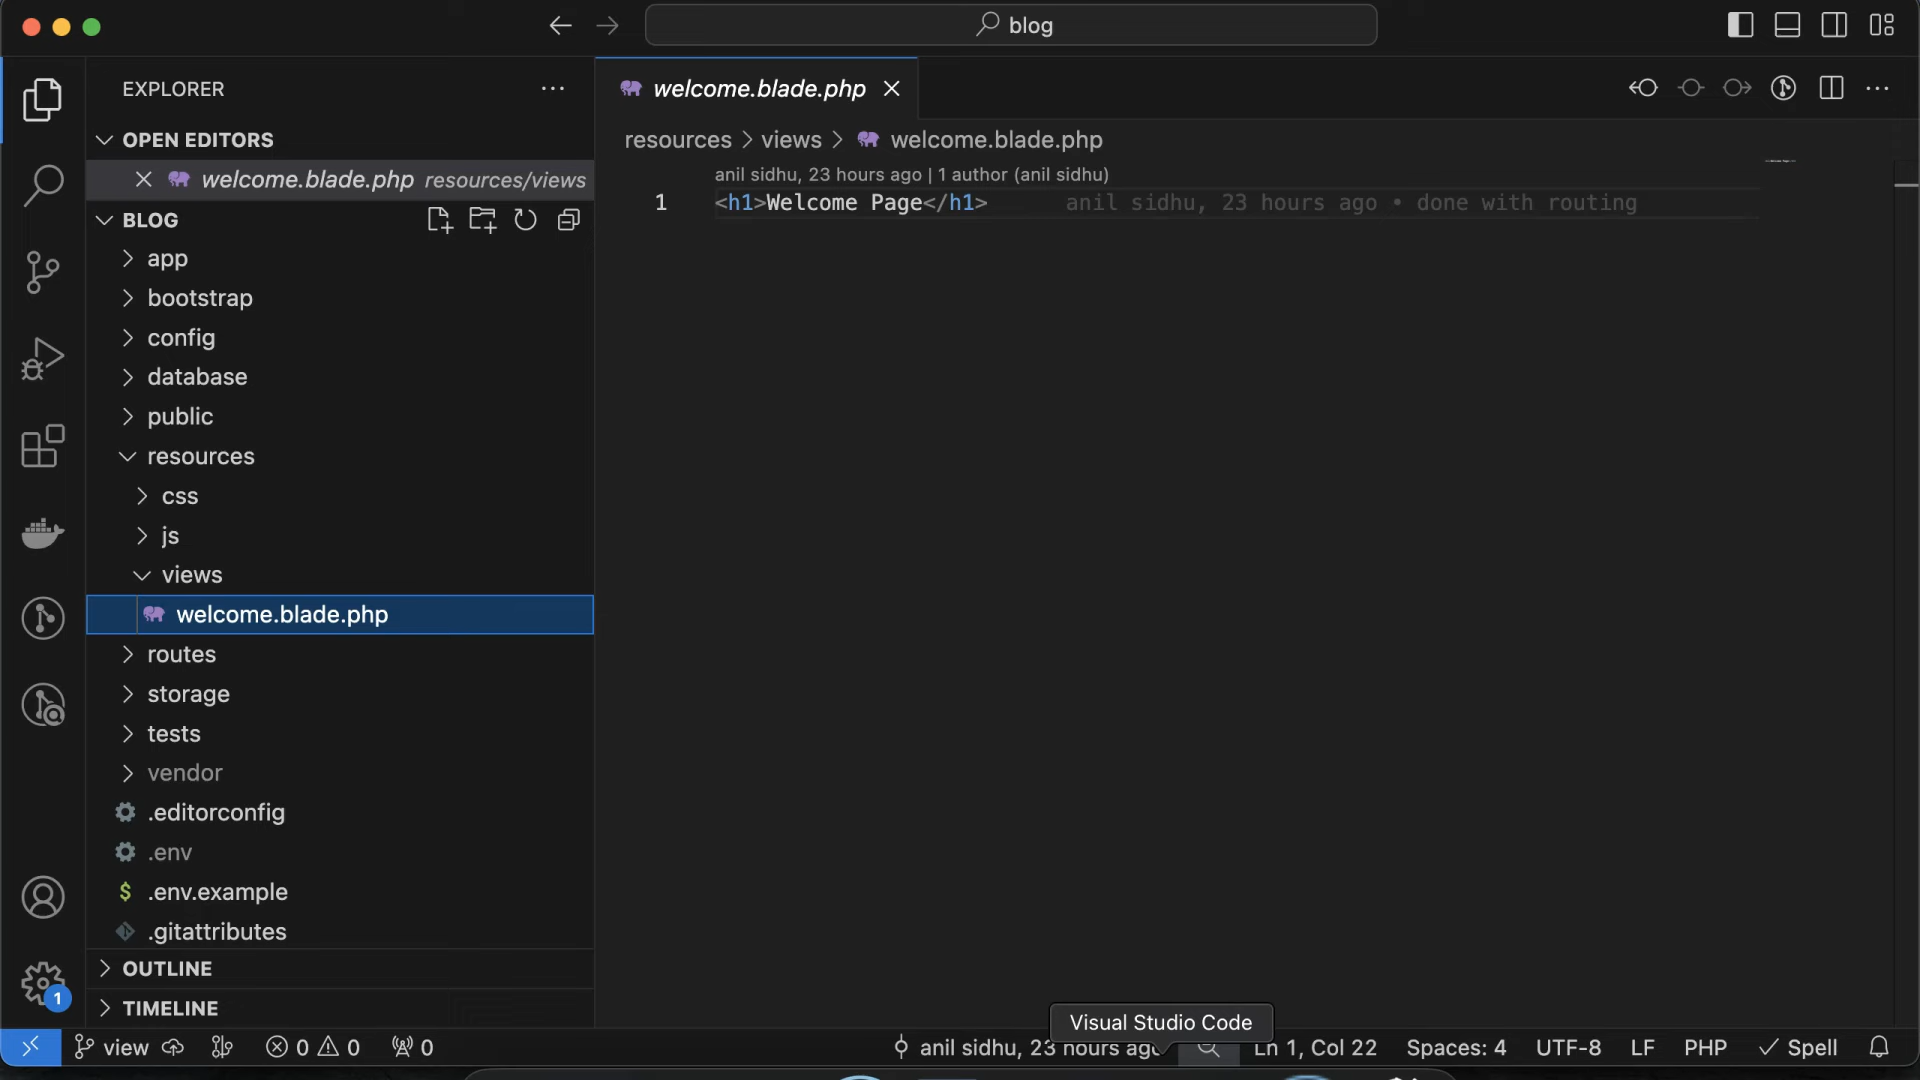 blog
EXPLORER
welcome.blade.php
OPEN EDITORS
resources > views > welcome.blade.php
welcome.blade.php resources/views
anil sidhu, 23 hours ago | 1 author (anil sidhu)
1 <h1>Welcome Page</h1> anil sidhu, 23 hours ago • done with routing
BLOG
app
bootstrap
config
database
public
resources
css
js
views
welcome.blade.php
routes
storage
tests
vendor
.editorconfig
.env
$ .env.example
.gitattributes
OUTLINE
1
TIMELINE
Visual Studio Code
view 0 0 0 anil sidhu, 23 hours ago Ln 1, Col 22 Spaces: 4 UTF-8 LF PHP Spell